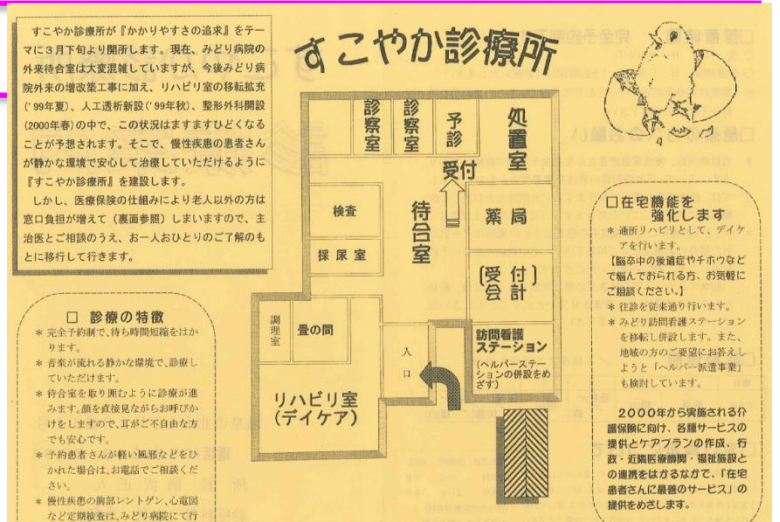 すこやか診療所が『かかりやすさの追求』をテー
マに3月下旬より開所します。現在、みどり病院の
外来待合室は大変混雑していますが、今後みどり病
院外来の増改築工事に加え、リハビリ室の移転拡充
('99年夏)、人工透析新設('99年秋)、整形外科開設
(2000年春)の中で、この状況はますますひどくなる
ことが予想されます。そこで、慢性疾患の患者さん
が静かな環境で安心して治療していただけるように
『すこやか診療所』を建設します。
しかし、医療保険の仕組みにより老人以外の方は
窓口負担が増えて(裏面参照)しまいますので、主
治医とご相談のうえ、お一人おひとりのご了解のも
とに移行して行きます。
□ 診療の特徴
* 完全予約制で、待ち時間短縮をはか
ります。
* 音楽が流れる静かな環境で、診療し
ていただけます。
* 待合室を取り囲むように診療が進
みます。顔を直接見ながらお呼びか
けをしますので、耳がご不自由な方
でも安心です。
* 予約患者さんが軽い風邪などをひ
かれた場合は、お電話でご相談くだ
さい。
* 慢性疾患の胸部レントゲン、心電図
など定期検査は、みどり病院にて行
すこやか診療所
診察室
診察室
予診
処置室
受付
検査
待合室
薬局
採尿室
[受付
会計]
調理室
畳の間
訪問看護
ステーション
(ヘルパーステー
ションの併設をめ
ざす)
入口
リハビリ室
(デイケア)
□在宅機能を
強化します
* 通所リハビリとして、デイケ
アを行います。
【脳卒中の後遺症やチホウなど
で悩んでおられる方、お気軽に
ご相談ください。】
* 往診を従来通り行います。
* みどり訪問看護ステーション
を移転し併設します。また、
地域の方のご要望にお答えし
ようと「ヘルパー派遣事業」
も検討しています。
2000年から実施される介
護保険に向け、各種サービスの
提供とケアプランの作成、行
政・近隣医療機関・福祉施設と
の連携をはかるなかで、「在宅
患者さんに最善のサービス」の
提供をめざします。